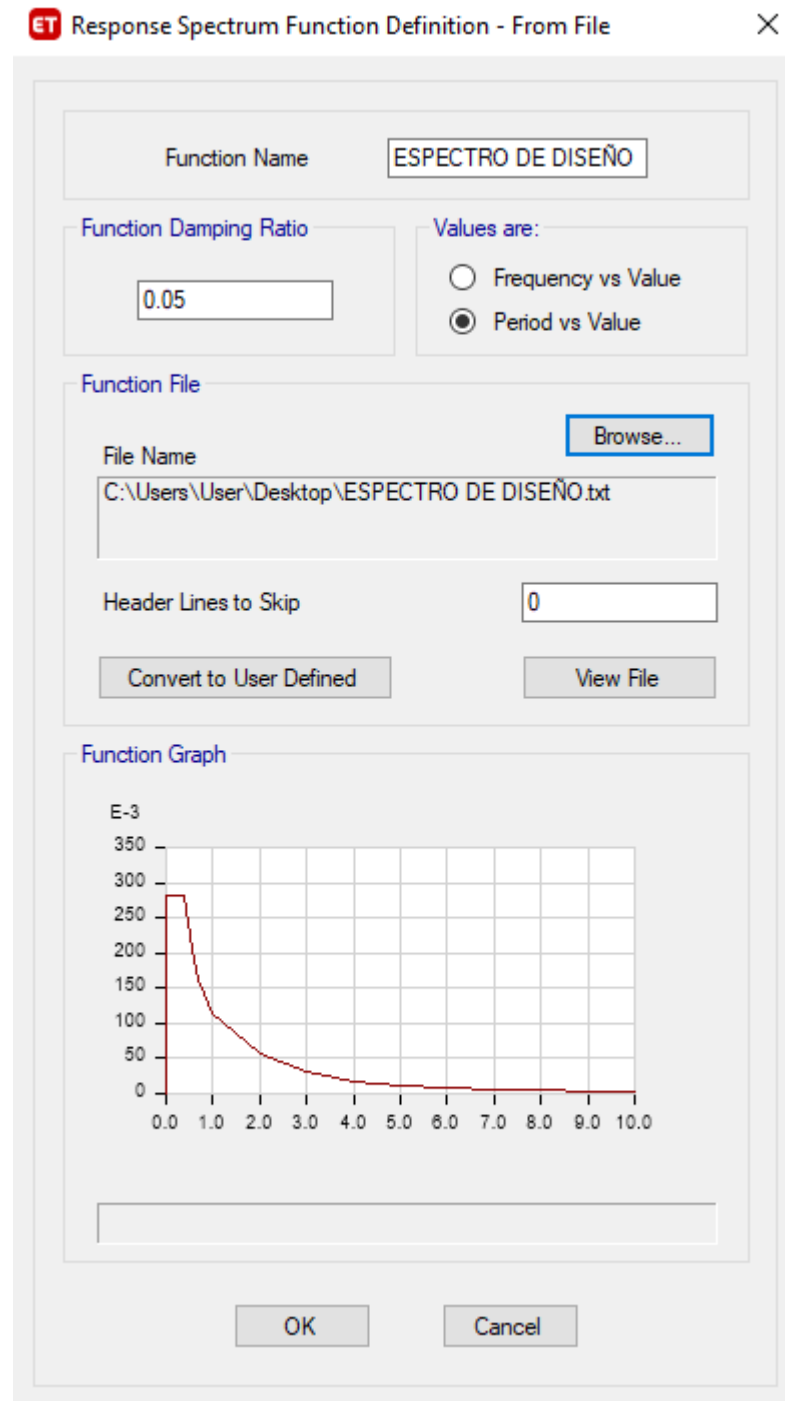 ET Response Spectrum Function Definition - From File
Function Name ESPECTRO DE DISEÑO
Function Damping Ratio
0.05
Values are:
Frequency vs Value
Period vs Value
Function File
Browse...
File Name
C:\Users\User\Desktop\ESPECTRO DE DISEÑO.txt
Header Lines to Skip 0
Convert to User Defined View File
Function Graph
E-3
350
300
250
200
150
100
50
0
0.0 1.0 2.0 3.0 4.0 5.0 6.0 7.0 8.0 9.0 10.0
OK Cancel